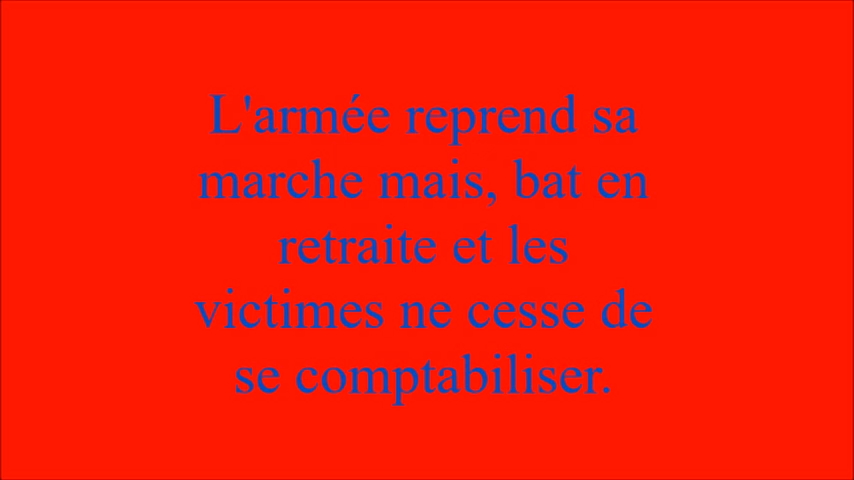 L'armée reprend sa
marche mais, bat en
retraite et les
victimes ne cesse de
se comptabiliser.